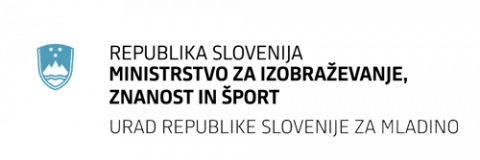 REPUBLIKA SLOVENIJA
MINISTRSTVO ZA IZOBRAŽEVANJE,
ZNANOST IN ŠPORT
URAD REPUBLIKE SLOVENIJE ZA MLADINO